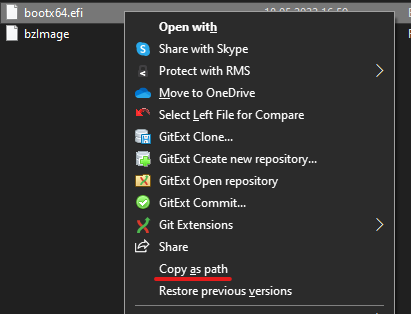 bootx64.efi
bzImage
Open with
Share with Skype
Protect with RMS
Move to OneDrive
Select Left File for Compare
GitExt Clone...
GitExt Create new repository...
GitExt Open repository
GitExt Commit...
Git Extensions
Share
Copy as path
Restore previous versions